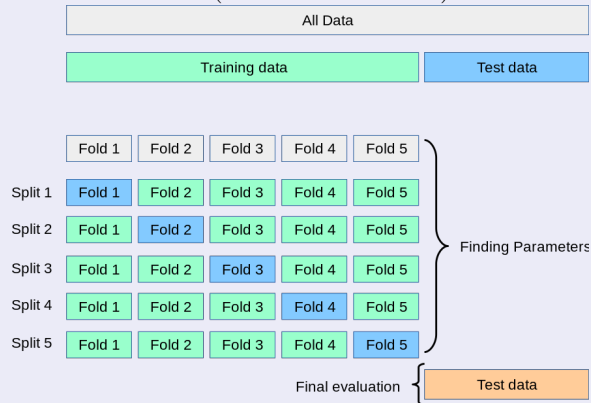 All Data
Training data Test data
Fold 1 Fold 2 Fold 3 Fold 4 Fold 5
Split 1 Fold 1 Fold 2 Fold 3 Fold 4 Fold 5
Split 2 Fold 1 Fold 2 Fold 3 Fold 4 Fold 5
Finding Parameters
Split 3 Fold 1 Fold 2 Fold 3 Fold 4 Fold 5
Split 4 Fold 1 Fold 2 Fold 3 Fold 4 Fold 5
Split 5 Fold 1 Fold 2 Fold 3 Fold 4 Fold 5
Final evaluation Test data